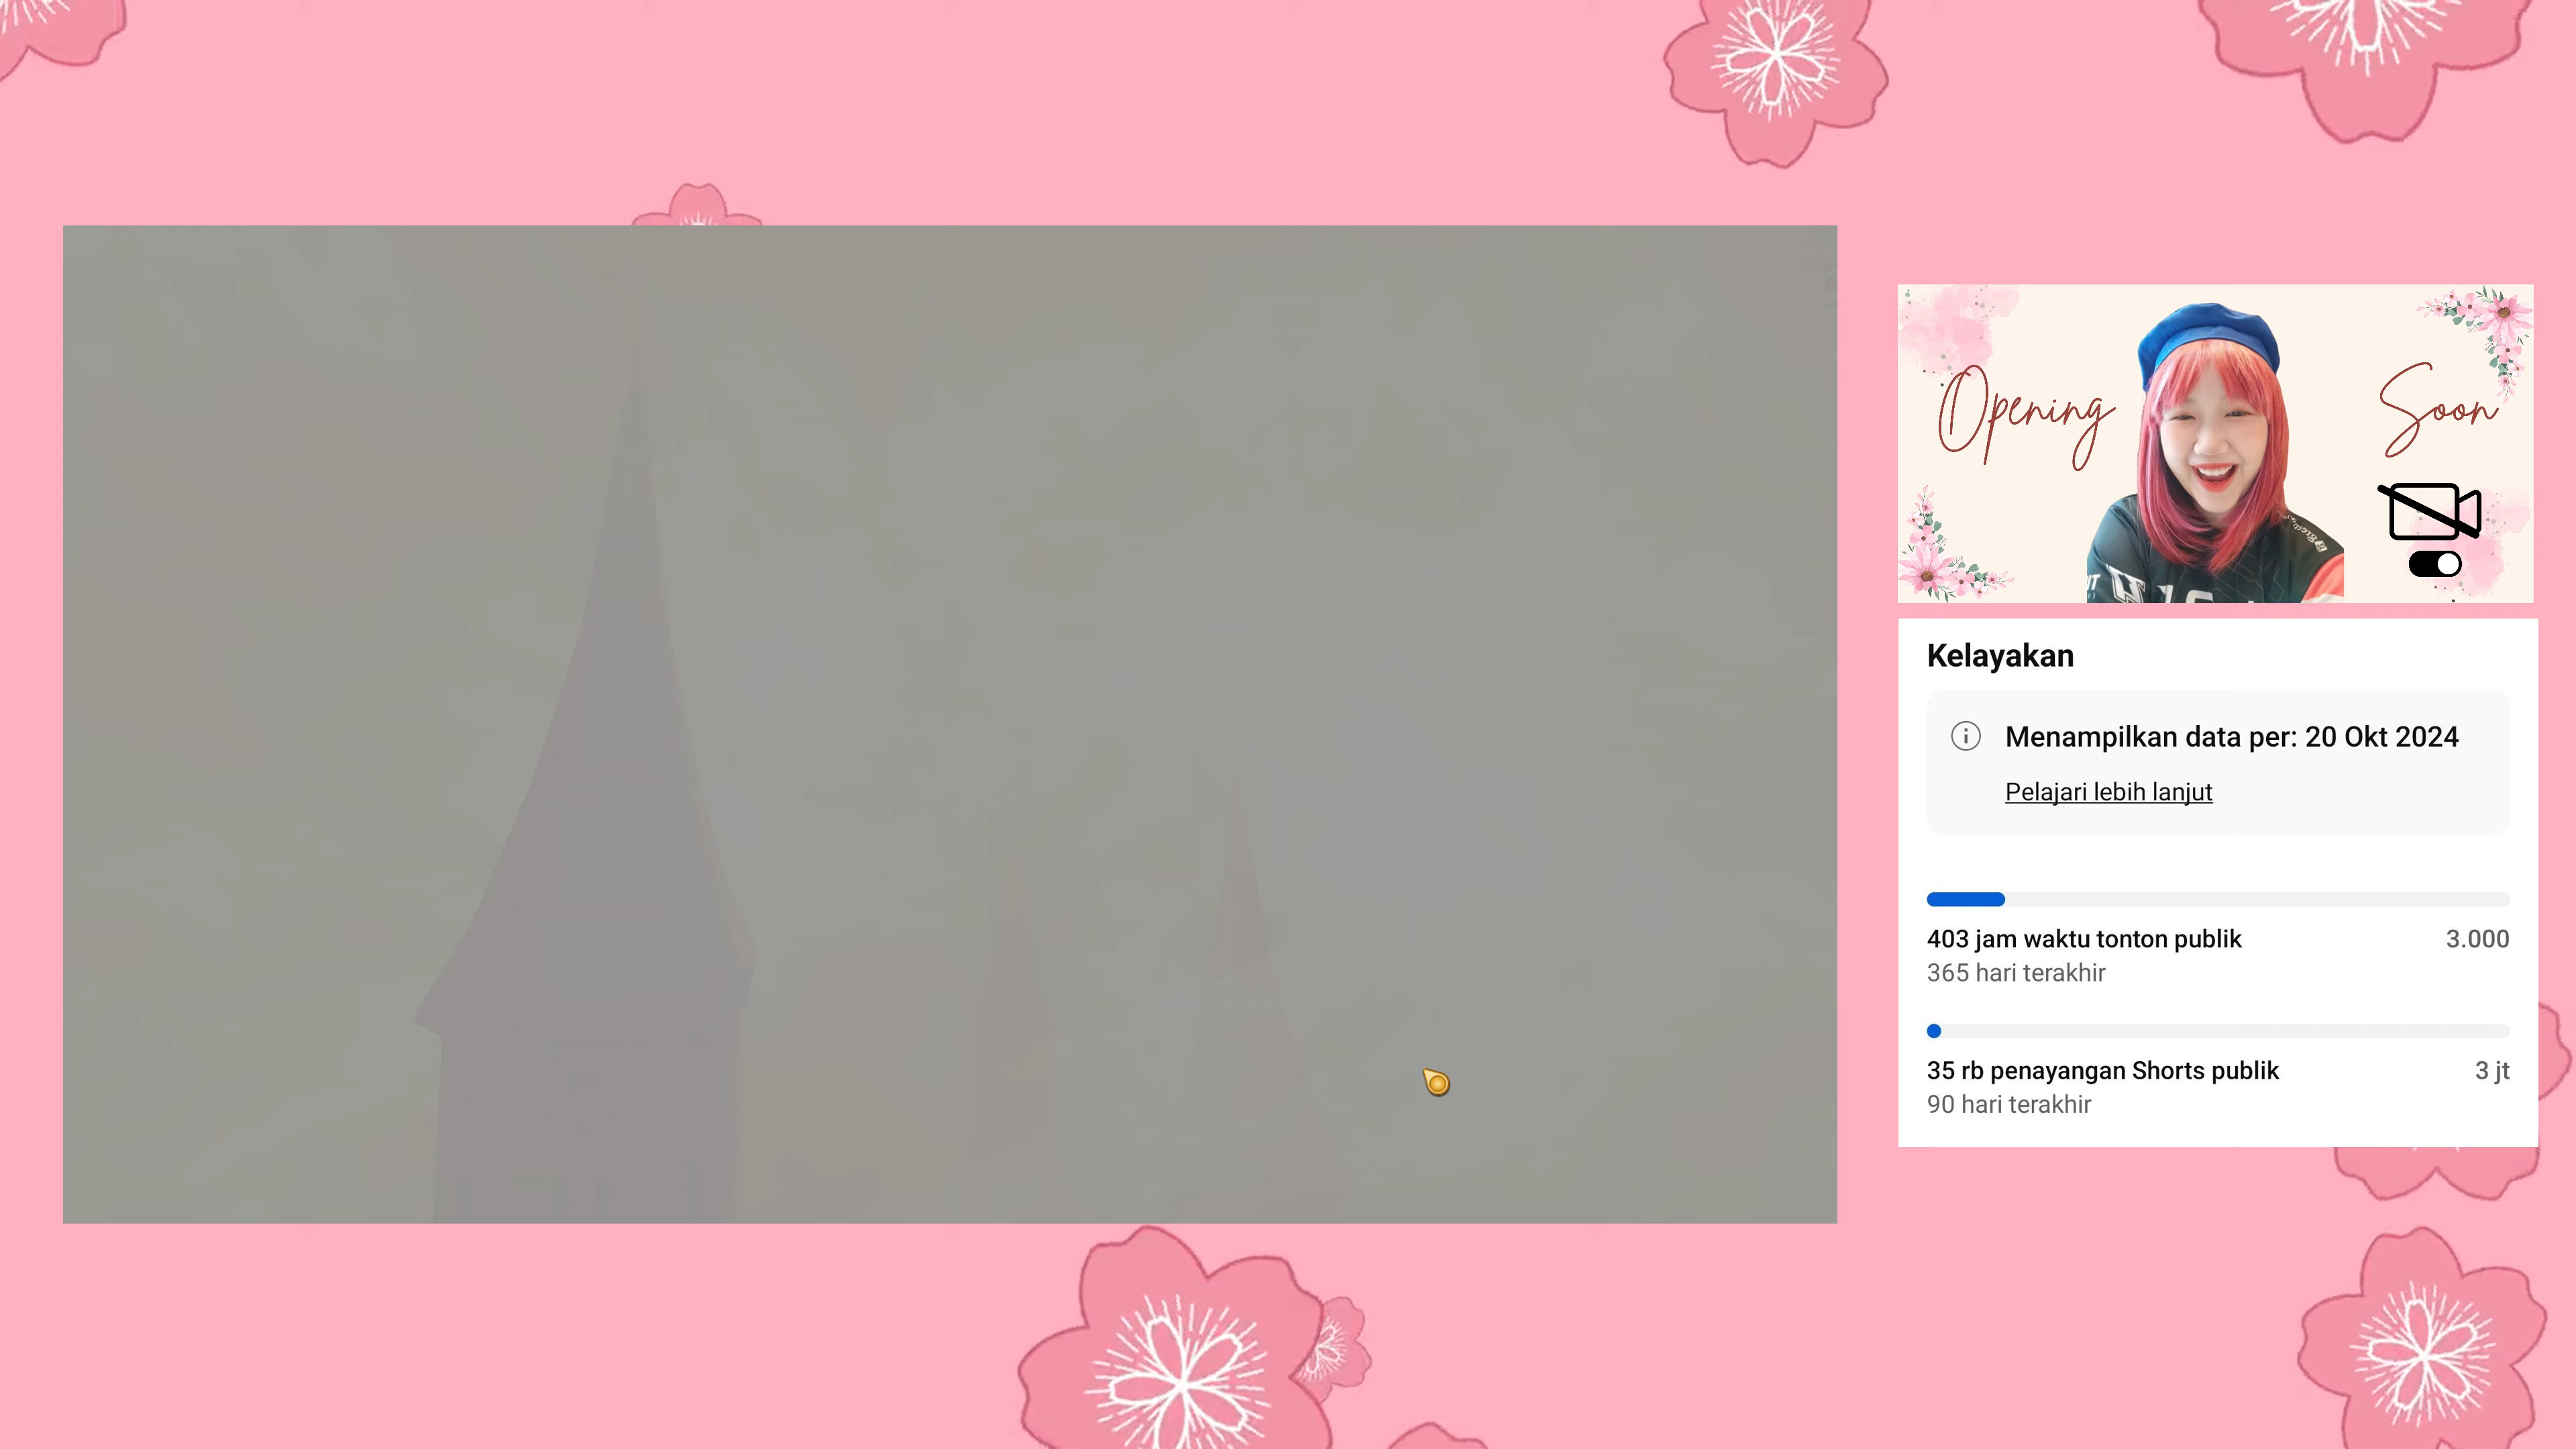 Opening Soon
Kelayakan
Menampilkan data per: 20 Okt 2024
Pelajari lebih lanjut
403 jam waktu tonton publik 3.000
365 hari terakhir
35 rb penayangan Shorts publik 3 jt
90 hari terakhir